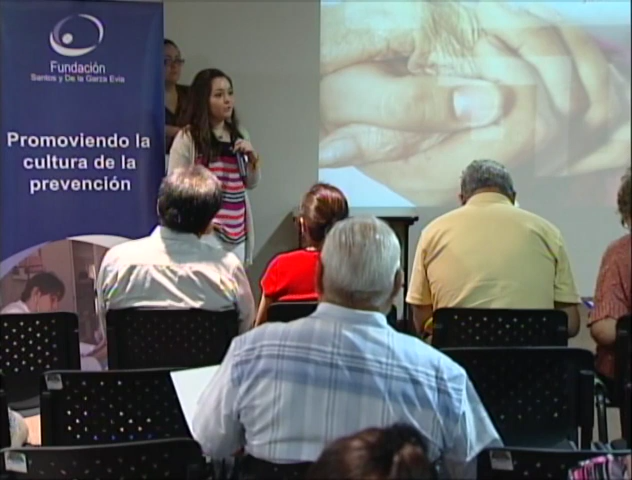 Fundación
Santos y De la Garza Evia
Promoviendo la
cultura de la
prevención